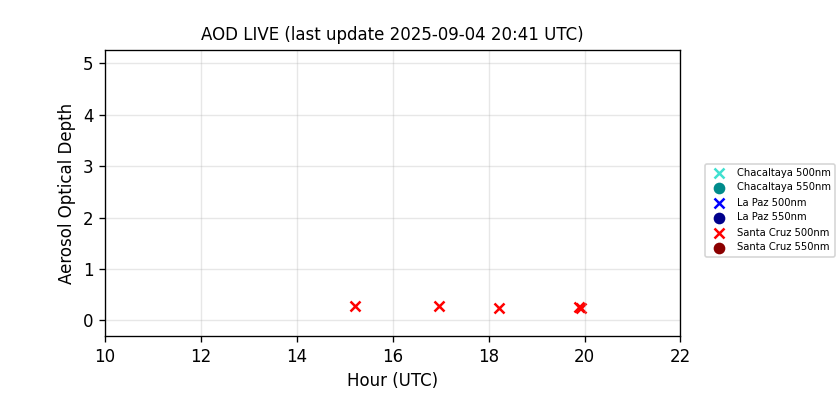 AOD LIVE (last update 2025-09-04 20:41 UTC)
5
4
3
2
1
0
Aerosol Optical Depth
10 12 14 16 18 20 22
Hour (UTC)
Chacaltaya 500nm
Chacaltaya 550nm
La Paz 500nm
La Paz 550nm
Santa Cruz 500nm
Santa Cruz 550nm